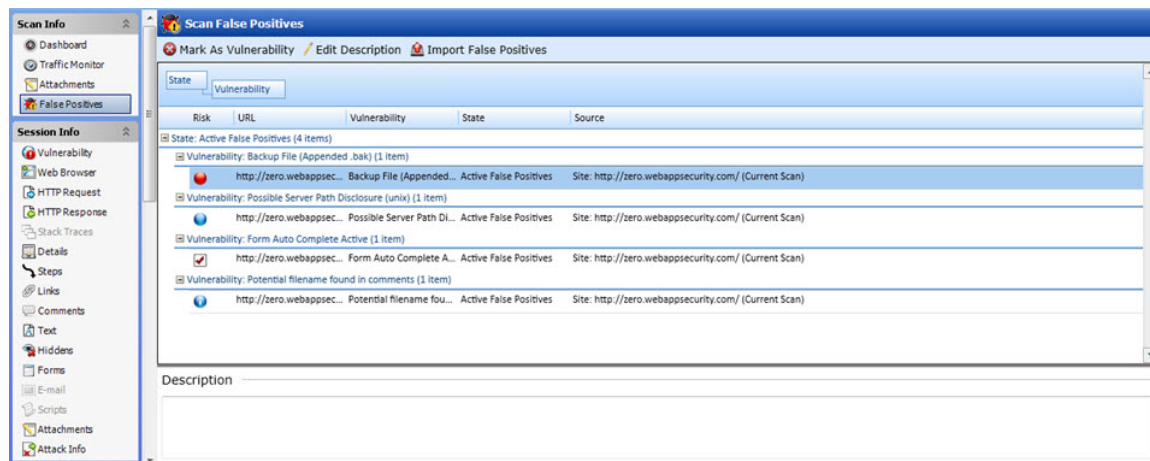 Scan Info
Dashboard
Traffic Monitor
Attachments
False Positives
Session Info
Vulnerability
Web Browser
HTTP Request
HTTP Response
Stack Traces
Details
Steps
Links
Comments
Text
Hiddens
Forms
E-mail
Scripts
Attachments
Attack Info
Scan False Positives
Mark As Vulnerability Edit Description Import False Positives
State
Vulnerability
Risk URL Vulnerability State Source
State: Active False Positives (4 items)
Vulnerability: Backup File (Appended .bak) (1 item)
http://zero.webappsec... Backup File (Appended... Active False Positives Site: http://zero.webappsecurity.com/ (Current Scan)
Vulnerability: Possible Server Path Disclosure (unix) (1 item)
http://zero.webappsec... Possible Server Path Di... Active False Positives Site: http://zero.webappsecurity.com/ (Current Scan)
Vulnerability: Form Auto Complete Active (1 item)
http://zero.webappsec... Form Auto Complete A... Active False Positives Site: http://zero.webappsecurity.com/ (Current Scan)
Vulnerability: Potential filename found in comments (1 item)
http://zero.webappsec... Potential filename fou... Active False Positives Site: http://zero.webappsecurity.com/ (Current Scan)
Description